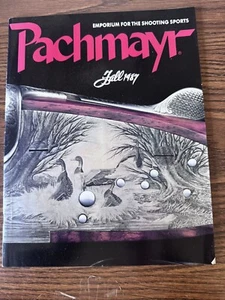 EMPORIUM FOR THE SHOOTING SPORTS
Pachmayr®
Fall 1987